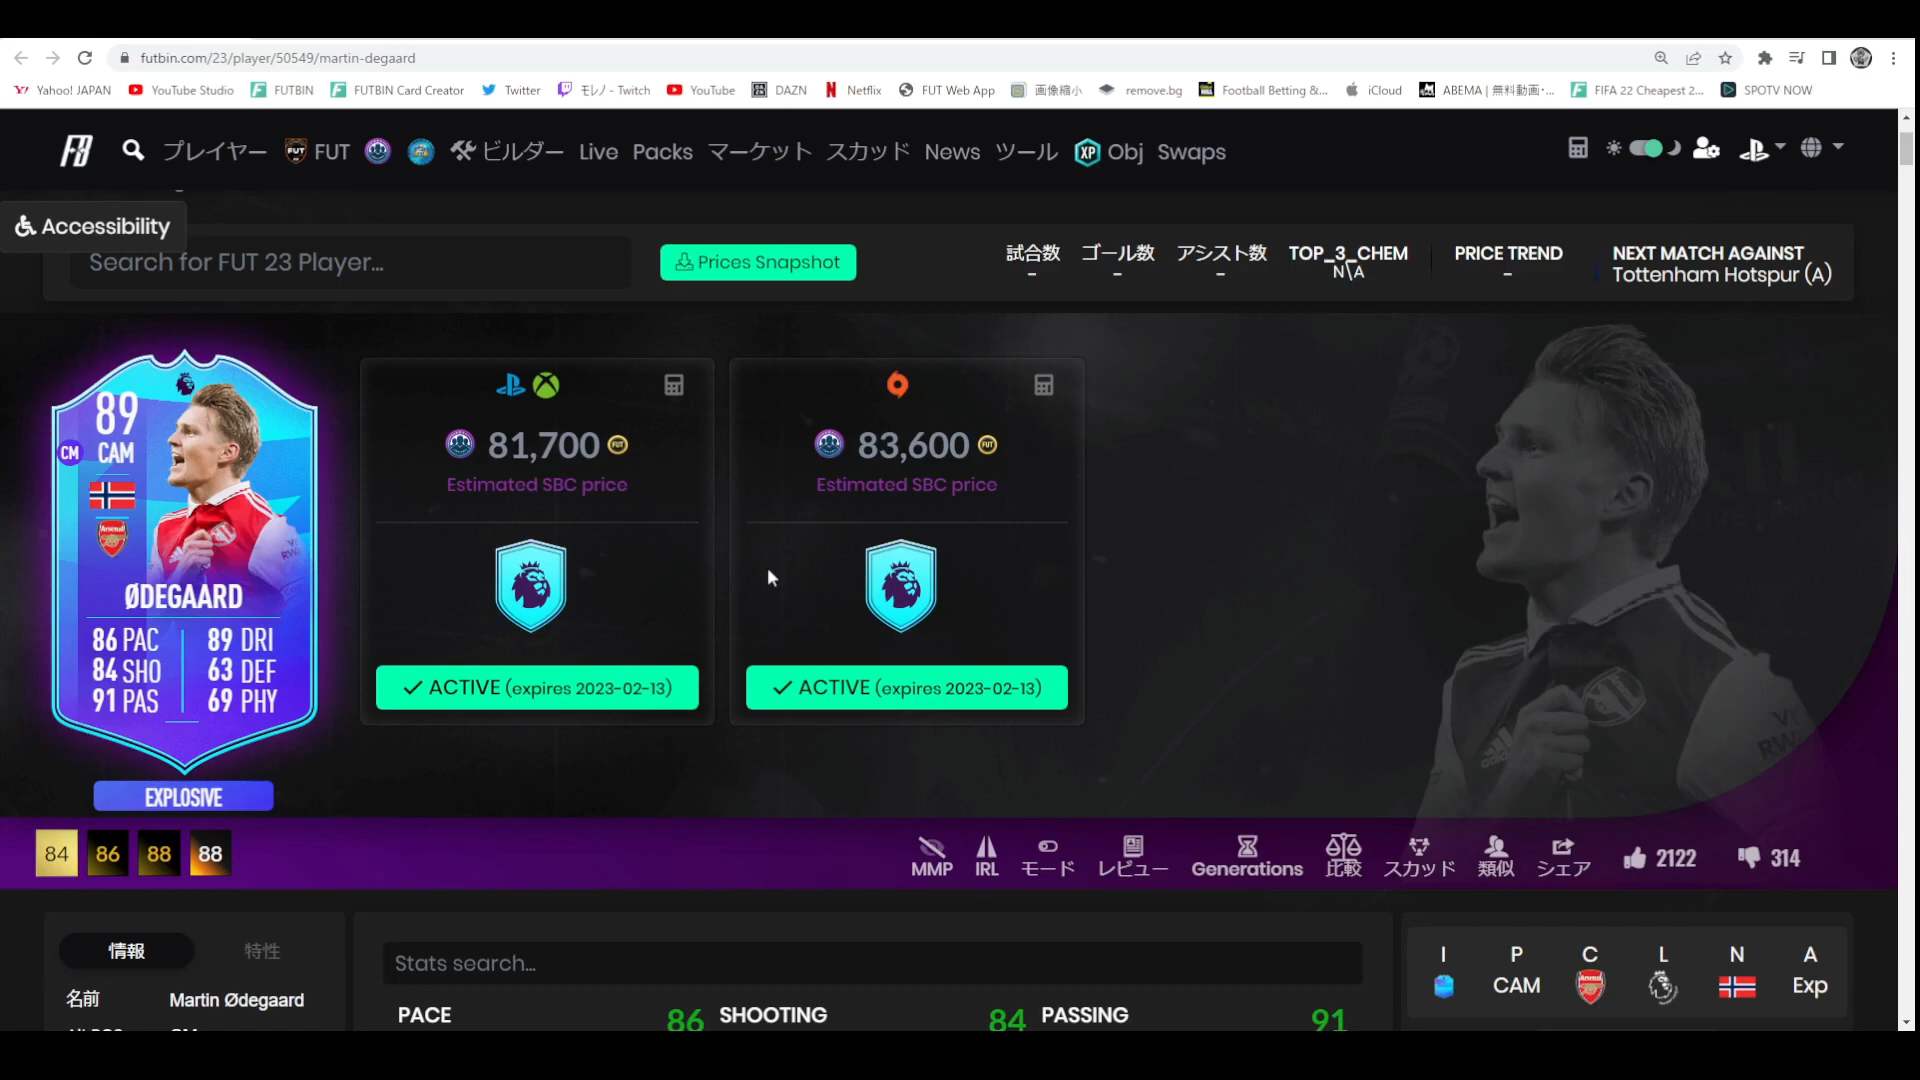 futbin.com/23/player/50549/martin-degaard
Yahoo! JAPAN YouTube Studio FUTBIN FUTBIN Card Creator Twitter モレノ - Twitch YouTube DAZN Netflix FUT Web App 画像縮小 remove.bg Football Betting &... iCloud ABEMA | 無料動画・... FIFA 22 Cheapest 2... SPOTV NOW
プレイヤー FUT ビルダー Live Packs マーケット スカッド News ツール XP Obj Swaps
Accessibility
Search for FUT 23 Player...
Prices Snapshot
試合数 ゴール数 アシスト数 TOP_3_CHEM PRICE TREND NEXT MATCH AGAINST
- - - N\A - Tottenham Hotspur (A)
89
CAM
CM
ØDEGAARD
86 PAC 89 DRI
84 SHO 63 DEF
91 PAS 69 PHY
EXPLOSIVE
81,700
Estimated SBC price
ACTIVE (expires 2023-02-13)
83,600
Estimated SBC price
ACTIVE (expires 2023-02-13)
84 86 88 88
MMP IRL モード レビュー Generations 比較 スカッド 類似 シェア 2122 314
情報 特性
名前 Martin Ødegaard
Stats search...
PACE 86 SHOOTING 84 PASSING 91
I P C L N A
CAM Exp